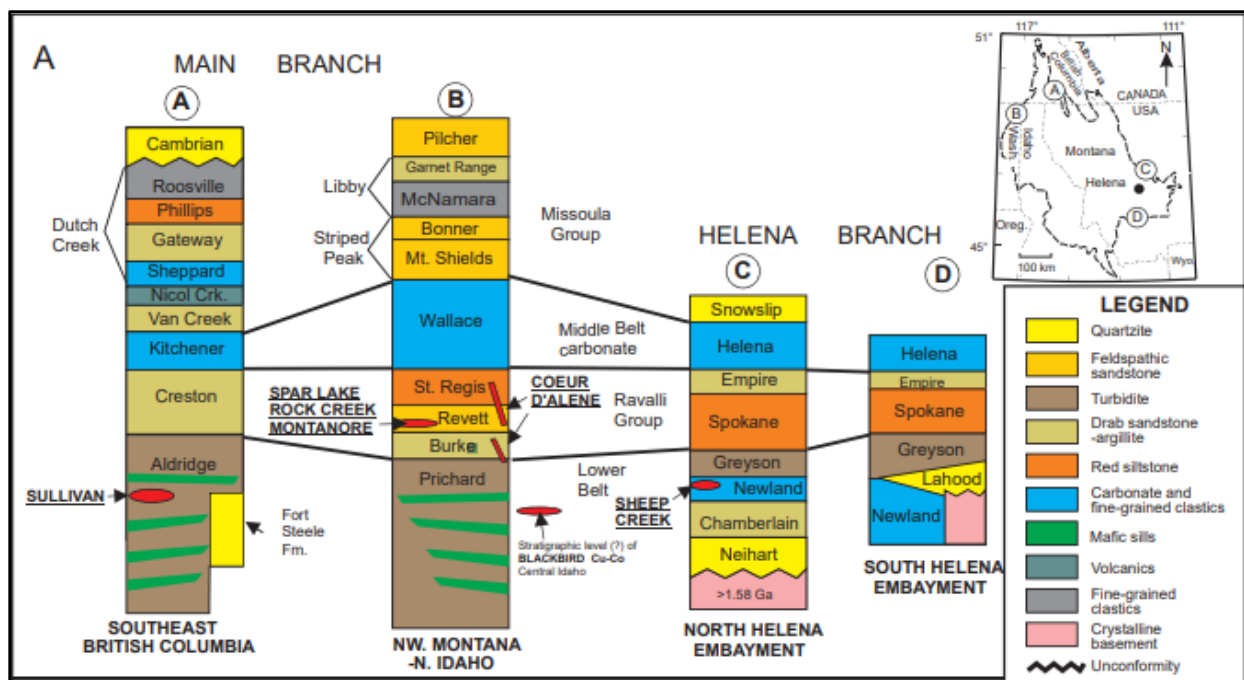 A
MAIN BRANCH
A
Cambrian
Roosville
Phillips
Gateway
Sheppard
Nicol Crk.
Van Creek
Kitchener
Creston
Aldridge
Dutch
Creek
SULLIVAN
Fort
Steele
Fm.
SOUTHEAST
BRITISH COLUMBIA
B
Pilcher
Garnet Range
McNamara
Bonner
Mt. Shields
Wallace
St. Regis
Revett
Burke
Prichard
Libby
Striped
Peak
SPAR LAKE
ROCK CREEK
MONTANORE
COEUR
D'ALENE
NW. MONTANA
-N. IDAHO
Missoula
Group
Middle Belt
carbonate
Ravalli
Group
Lower
Belt
Stratigraphic level (?) of
BLACKBIRD Cu-Co
Central Idaho
HELENA BRANCH
C
Snowslip
Helena
Empire
Spokane
Greyson
Newland
Chamberlain
Neihart
>1.58 Ga
SHEEP
CREEK
NORTH HELENA
EMBAYMENT
D
Helena
Empire
Spokane
Greyson
Lahood
Newland
SOUTH HELENA
EMBAYMENT
117°
111°
51°
N
British
Columbia
Alberta
A
CANADA
USA
B
Wash.
Idaho
Montana
C
Helena
D
Oreg.
45°
Wyo.
100 km
LEGEND
Quartzite
Feldspathic
sandstone
Turbidite
Drab sandstone
-argillite
Red siltstone
Carbonate and
fine-grained clastics
Mafic sills
Volcanics
Fine-grained
clastics
Crystalline
basement
Unconformity